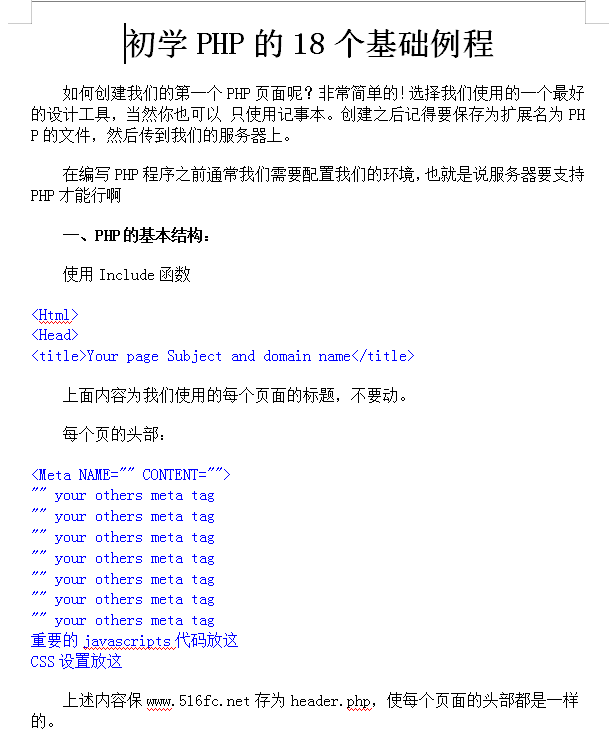 初学 PHP 的 18 个基础例程
如何创建我们的第一个 PHP 页面呢？非常简单的!选择我们使用的一个最好
的设计工具，当然你也可以 只使用记事本。创建之后记得要保存为扩展名为 PH
P 的文件，然后传到我们的服务器上。
在编写 PHP 程序之前通常我们需要配置我们的环境,也就是说服务器要支持
PHP 才能行啊
一、PHP 的基本结构：
使用 Include 函数
<Html>
<Head>
<title>Your page Subject and domain name</title>
上面内容为我们使用的每个页面的标题，不要动。
每个页的头部：
<Meta NAME="" CONTENT="">
"" your others meta tag
"" your others meta tag
"" your others meta tag
"" your others meta tag
"" your others meta tag
"" your others meta tag
"" your others meta tag
重要的 javascripts 代码放这
CSS 设置放这
上述内容保 www.516fc.net 存为 header.php，使每个页面的头部都是一样
的。